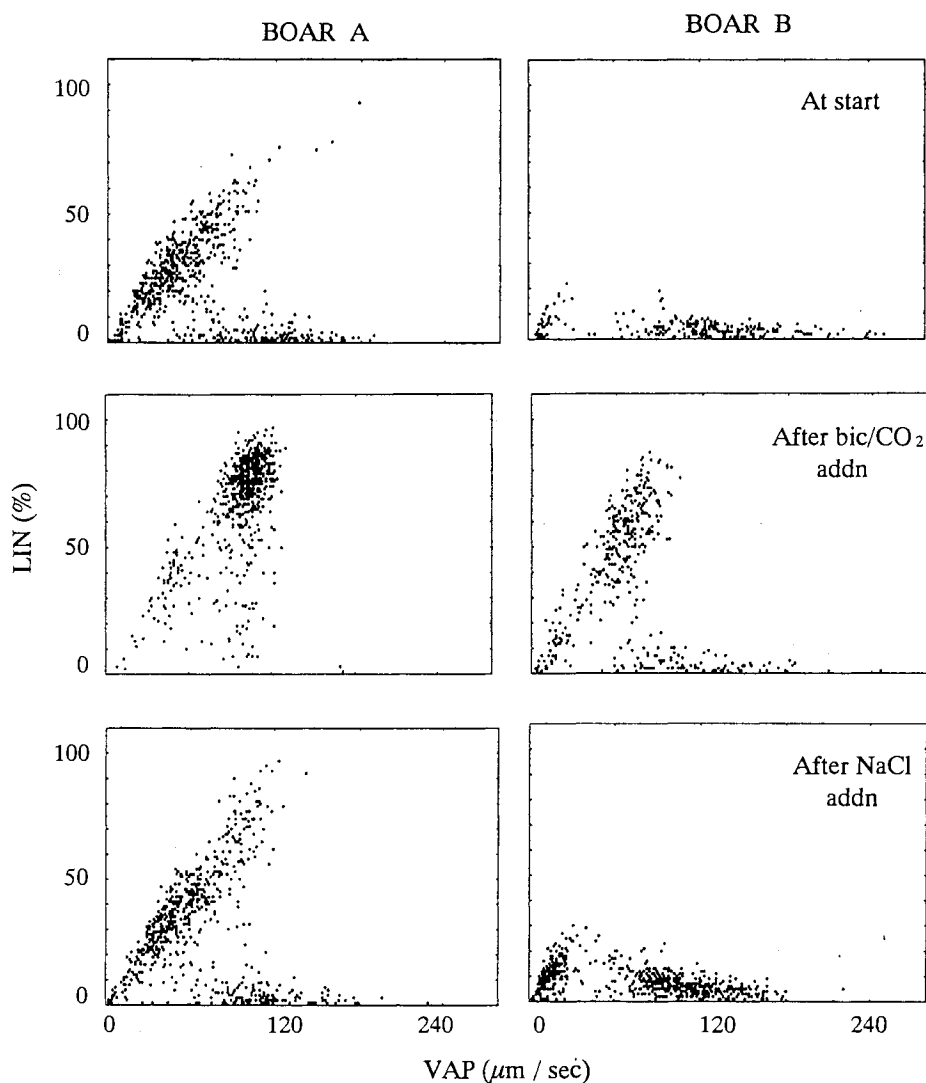 BOAR A
BOAR B
100
50
0
At start
LIN (%)
100
50
0
After bic/CO₂
addn
100
50
0
After NaCl
addn
0
120
240
0
120
240
VAP (μm / sec)